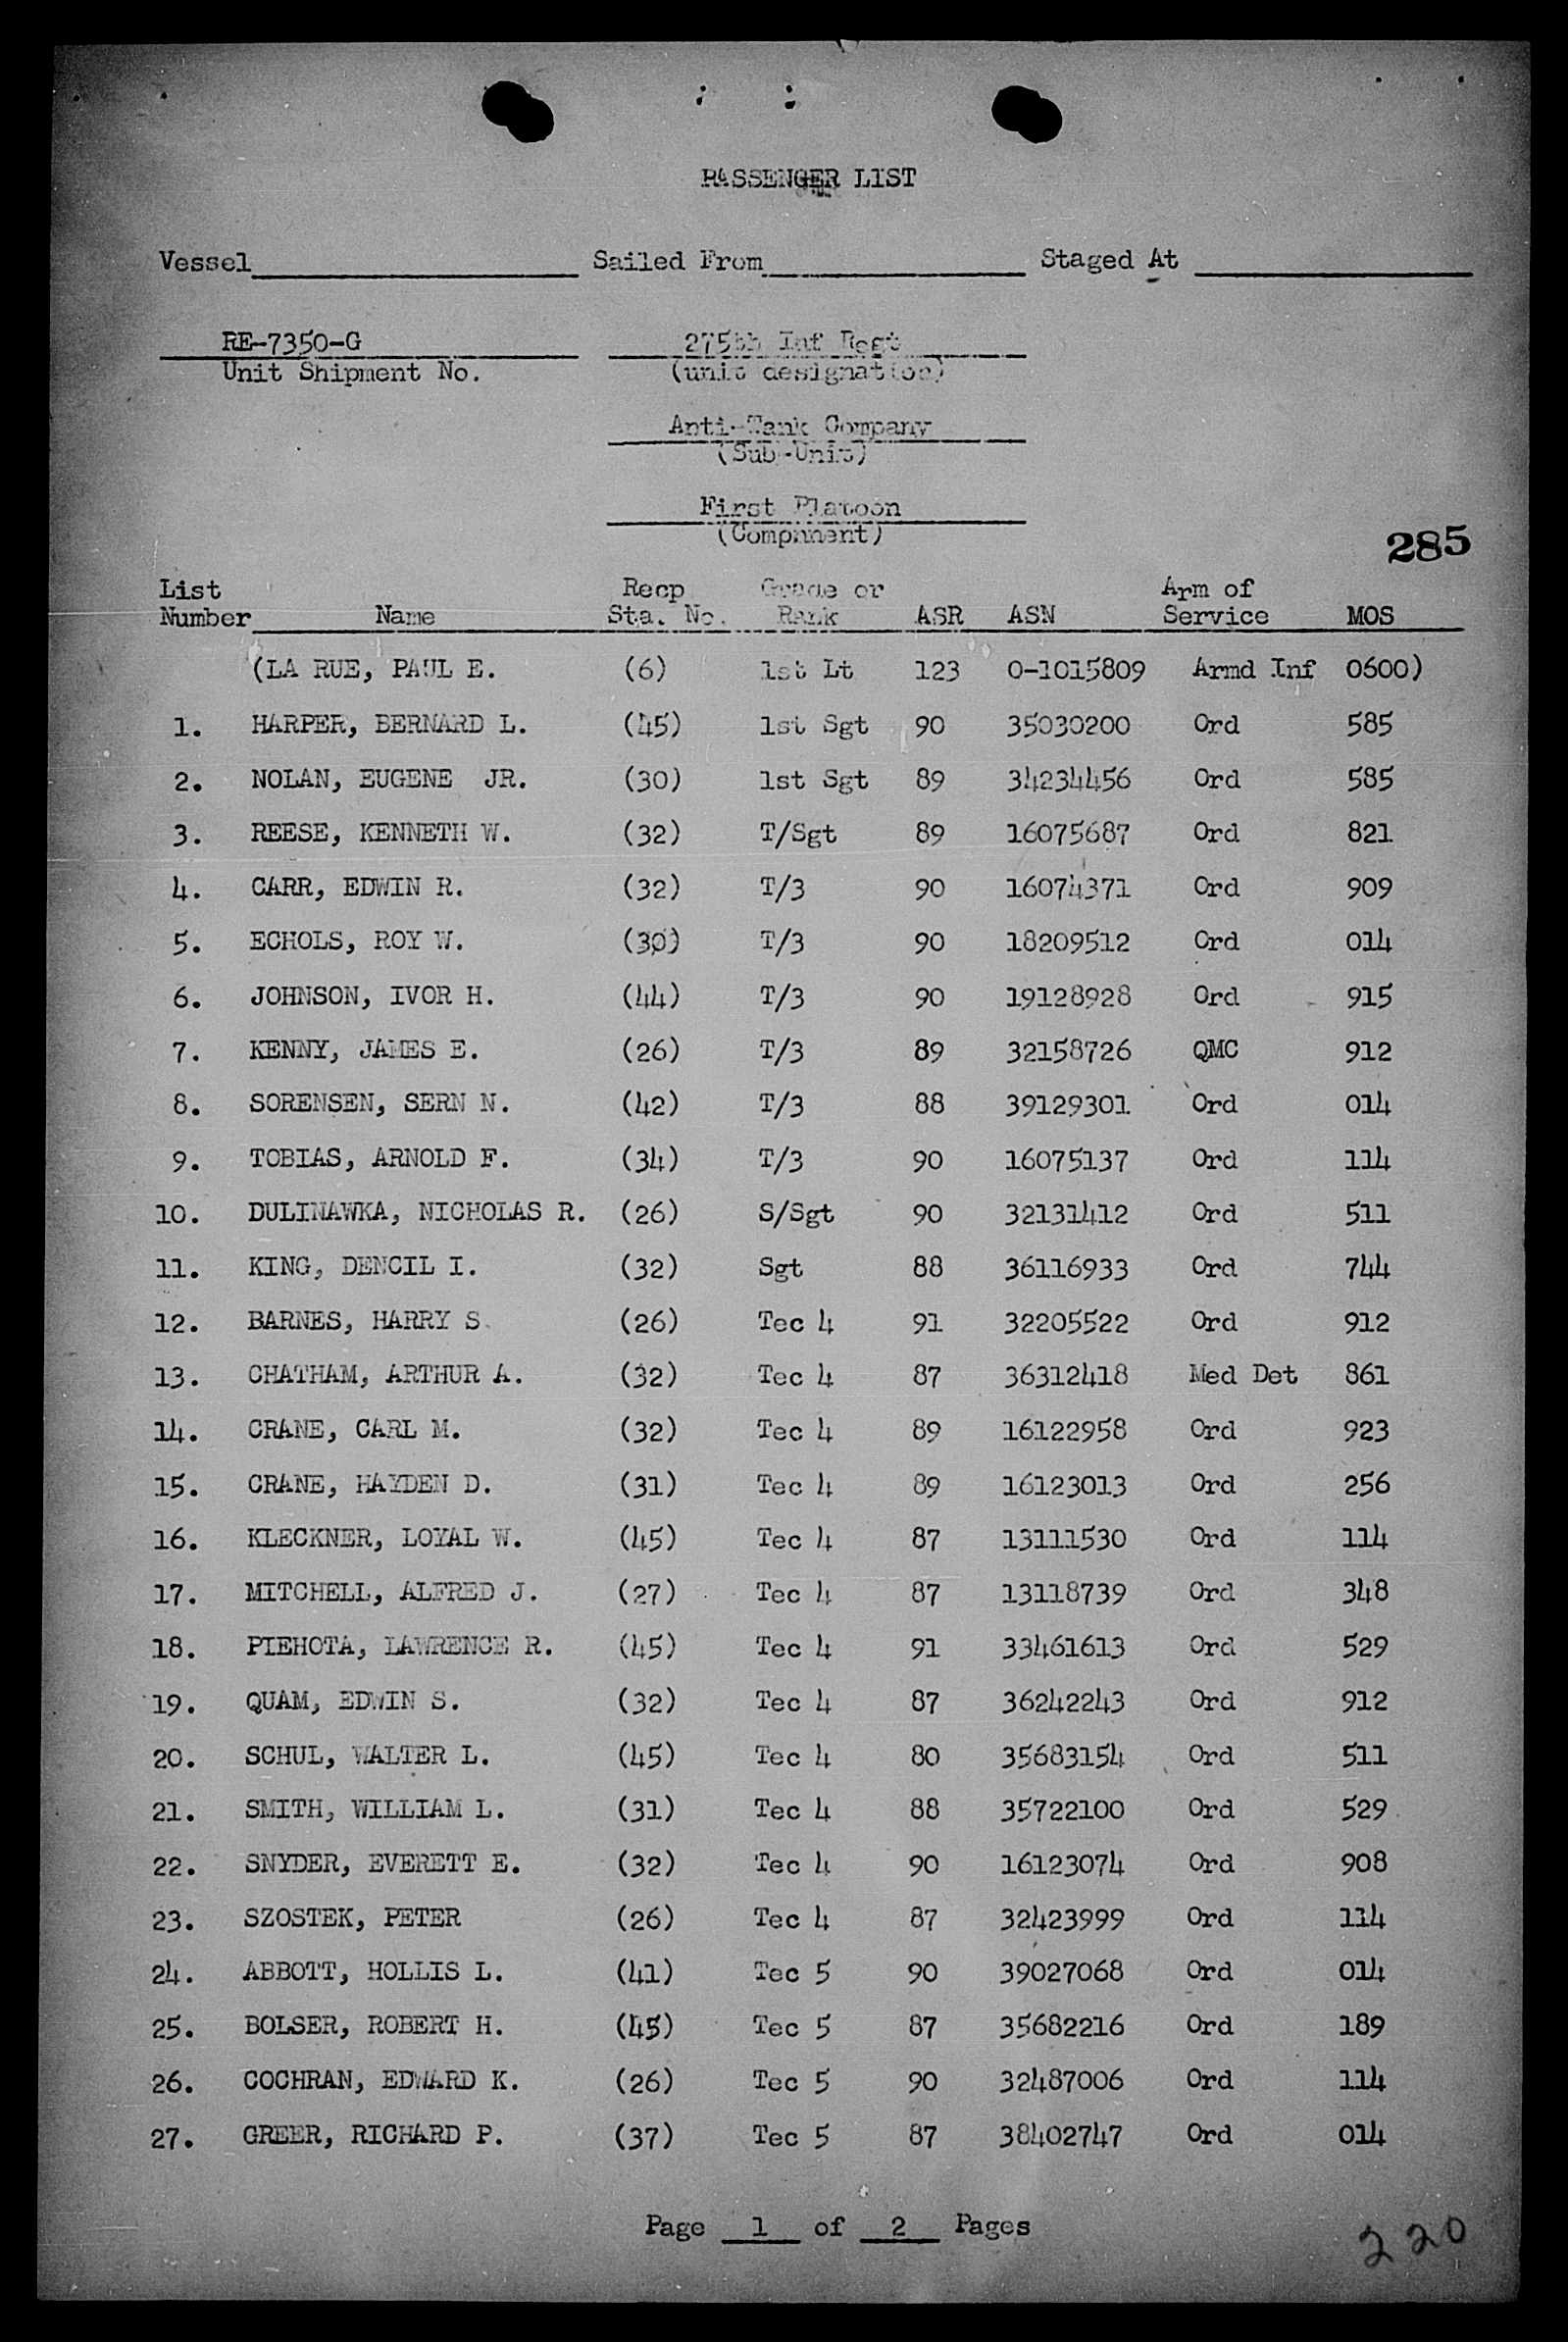 PASSENGER LIST
Vessel Sailed From Staged At
RE-7350-G 275th Inf Regt
Unit Shipment No. (unit designation)
Anti-Tank Company
(Sub-Unit)
First Platoon
(Compnnent)
285
List Recp Grade or Arm of
Number Name Sta. No. Rank ASR ASN Service MOS
(LA RUE, PAUL E. (6) 1st Lt 123 0-1015809 Armd Inf 0600)
1. HARPER, BERNARD L. (45) 1st Sgt 90 35030200 Ord 585
2. NOLAN, EUGENE JR. (30) 1st Sgt 89 34234456 Ord 585
3. REESE, KENNETH W. (32) T/Sgt 89 16075687 Ord 821
4. CARR, EDWIN R. (32) T/3 90 16074371 Ord 909
5. ECHOLS, ROY W. (30) T/3 90 18209512 Ord 014
6. JOHNSON, IVOR H. (44) T/3 90 19128928 Ord 915
7. KENNY, JAMES E. (26) T/3 89 32158726 QMC 912
8. SORENSEN, SERN N. (42) T/3 88 39129301 Ord 014
9. TOBIAS, ARNOLD F. (34) T/3 90 16075137 Ord 114
10. DULINAWKA, NICHOLAS R. (26) S/Sgt 90 32131412 Ord 511
11. KING, DENCIL I. (32) Sgt 88 36116933 Ord 744
12. BARNES, HARRY S. (26) Tec 4 91 32205522 Ord 912
13. CHATHAM, ARTHUR A. (32) Tec 4 87 36312418 Med Det 861
14. CRANE, CARL M. (32) Tec 4 89 16122958 Ord 923
15. CRANE, HAYDEN D. (31) Tec 4 89 16123013 Ord 256
16. KLECKNER, LOYAL W. (45) Tec 4 87 13111530 Ord 114
17. MITCHELL, ALFRED J. (27) Tec 4 87 13118739 Ord 348
18. PIEHOTA, LAWRENCE R. (45) Tec 4 91 33461613 Ord 529
19. QUAM, EDWIN S. (32) Tec 4 87 36242243 Ord 912
20. SCHUL, WALTER L. (45) Tec 4 80 35683154 Ord 511
21. SMITH, WILLIAM L. (31) Tec 4 88 35722100 Ord 529
22. SNYDER, EVERETT E. (32) Tec 4 90 16123074 Ord 908
23. SZOSTEK, PETER (26) Tec 4 87 32423999 Ord 114
24. ABBOTT, HOLLIS L. (41) Tec 5 90 39027068 Ord 014
25. BOLSER, ROBERT H. (45) Tec 5 87 35682216 Ord 189
26. COCHRAN, EDWARD K. (26) Tec 5 90 32487006 Ord 114
27. GREER, RICHARD P. (37) Tec 5 87 38402747 Ord 014
Page 1 of 2 Pages
220